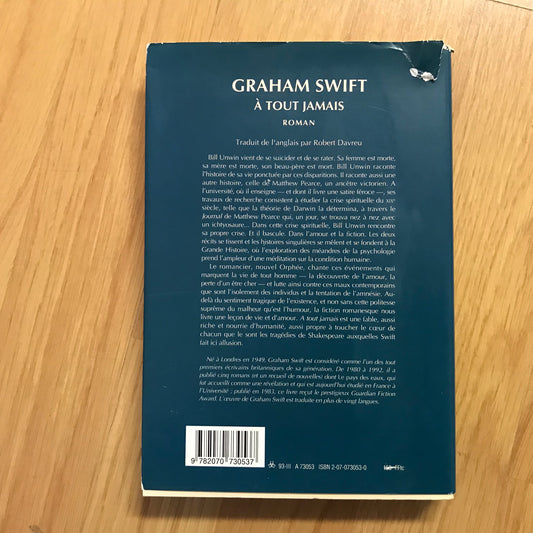 GRAHAM SWIFT
À TOUT JAMAIS
ROMAN
Traduit de l'anglais par Robert Davreu
Bill Unwin vient de se suicider et de se rater. Sa femme est morte,
sa mère est morte, son beau-père est mort. Bill Unwin raconte
l'histoire de sa vie ponctuée par ces disparitions. Il raconte aussi une
autre histoire, celle de Matthew Pearce, un ancêtre victorien. A
l'université, où il enseigne — et dont il livre une satire féroce —, ses
travaux de recherche consistent à étudier la crise spirituelle du XIXe
siècle, telle que la théorie de Darwin la détermina, à travers le
Journal de Matthew Pearce qui, un jour, se trouva nez à nez avec
un ichtyosaure... Dans cette crise spirituelle, Bill Unwin rencontre
sa propre crise. Et il bascule. Dans l'amour et la fiction. Les deux
récits se tissent et les histoires singulières se mêlent et se fondent à la
Grande Histoire, où l'exploration des méandres de la psychologie
prend l'ampleur d'une méditation sur la condition humaine.
Le romancier, nouvel Orphée, chante ces événements qui
marquent la vie de tout homme — la découverte de l'amour, la
perte d'un être cher — et lutte ainsi contre ces maux contemporains
que sont l'isolement des individus et la tentation de l'amnésie. Au-
delà du sentiment tragique de l'existence, et non sans cette politesse
suprême du malheur qu'est l'humour, la fiction romanesque nous
livre une leçon de vie et d'amour. A tout jamais est une fable, aussi
riche et nourrie d'humanité, aussi propre à toucher le cœur de
chacun que le sont les tragédies de Shakespeare auxquelles Swift
fait ici allusion.
Né à Londres en 1949, Graham Swift est considéré comme l'un des tout
premiers écrivains britanniques de sa génération. De 1980 à 1992, il a
publié cinq romans et un recueil de nouvelles; dont Le pays des eaux, qui
fut accueilli comme une révélation et qui est aujourd'hui étudié en France à
l'Université : publié en 1983, ce livre reçut le prestigieux Guardian Fiction
Award. L'œuvre de Graham Swift est traduite en plus de vingt langues.
9 782070 730537
93-III A 73053 ISBN 2-07-073053-0